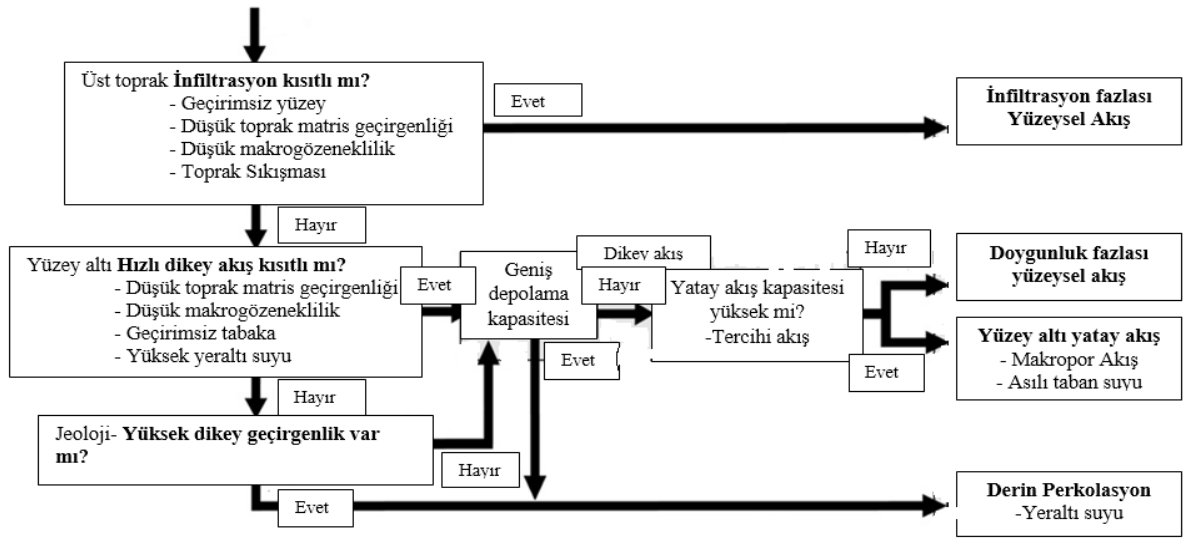 Üst toprak İnfiltrasyon kısıtlı mı?
- Geçirimsiz yüzey
- Düşük toprak matris geçirgenliği
- Düşük makrogözeneklilik
- Toprak Sıkışması
Evet
İnfiltrasyon fazlası
Yüzeysel Akış
Hayır
Yüzey altı Hızlı dikey akış kısıtlı mı?
- Düşük toprak matris geçirgenliği
- Düşük makrogözeneklilik
- Geçirimsiz tabaka
- Yüksek yeraltı suyu
Evet
Geniş
depolama
kapasitesi
Dikey akış
Hayır
Yatay akış kapasitesi
yüksek mi?
-Tercihi akış
Hayır
Doygunluk fazlası
yüzeysel akış
Evet
Yüzey altı yatay akış
- Makropor Akış
- Asılı taban suyu
Evet
Hayır
Jeoloji- Yüksek dikey geçirgenlik var
mı?
Hayır
Evet
Derin Perkolasyon
-Yeraltı suyu